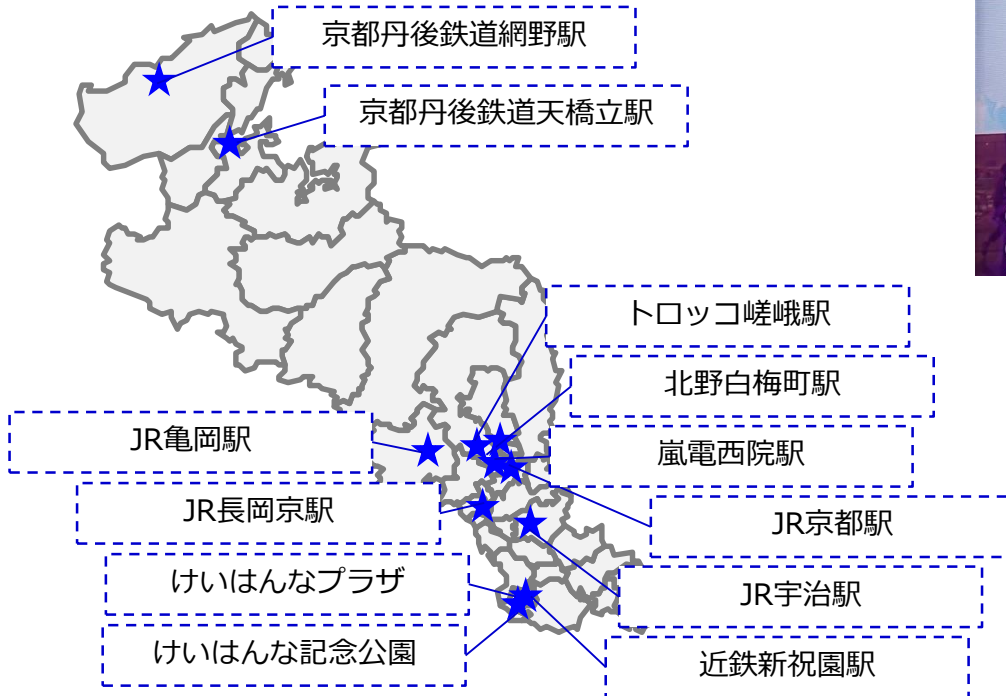 京都丹後鉄道網野駅
京都丹後鉄道天橋立駅
トロッコ嵯峨駅
北野白梅町駅
JR亀岡駅
嵐電西院駅
JR長岡京駅
JR京都駅
けいはんなプラザ
JR宇治駅
けいはんな記念公園
近鉄新祝園駅